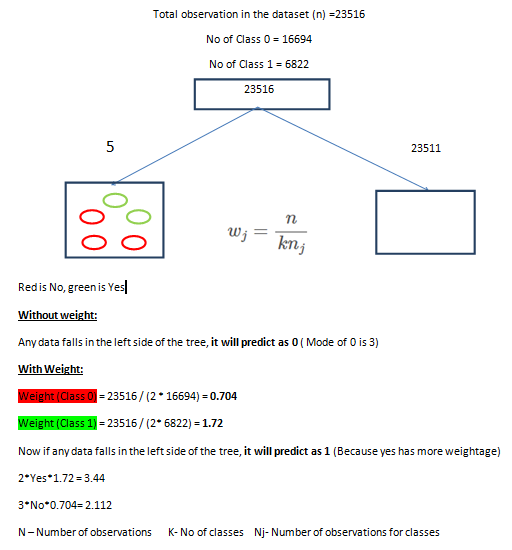 Total observation in the dataset (n) =23516
No of Class 0 = 16694
No of Class 1 = 6822
23516
5
23511
wj = n / knj
Red is No, green is Yes
Without weight:
Any data falls in the left side of the tree, it will predict as 0 ( Mode of 0 is 3)
With Weight:
Weight (Class 0) = 23516 / (2 * 16694) = 0.704
Weight (Class 1) = 23516 / (2* 6822) = 1.72
Now if any data falls in the left side of the tree, it will predict as 1 (Because yes has more weightage)
2*Yes*1.72 = 3.44
3*No*0.704= 2.112
N – Number of observations K- No of classes Nj- Number of observations for classes